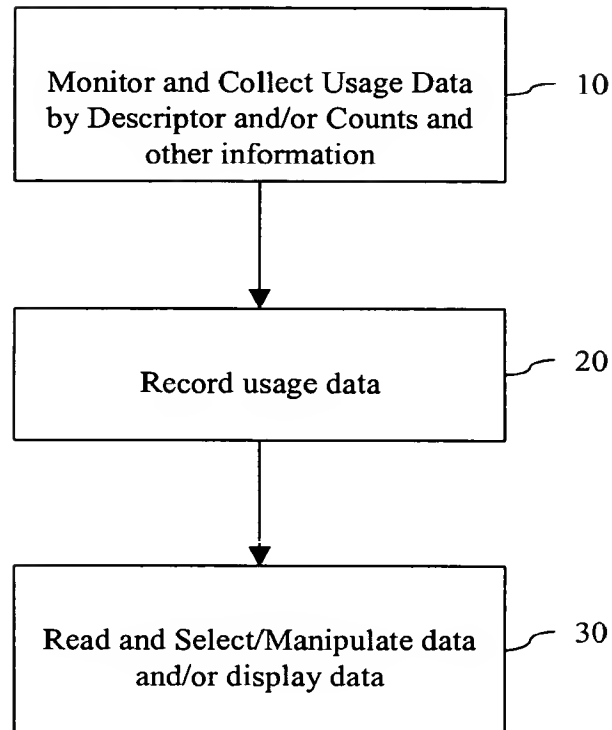 Monitor and Collect Usage Data
by Descriptor and/or Counts and
other information
10
Record usage data
20
Read and Select/Manipulate data
and/or display data
30